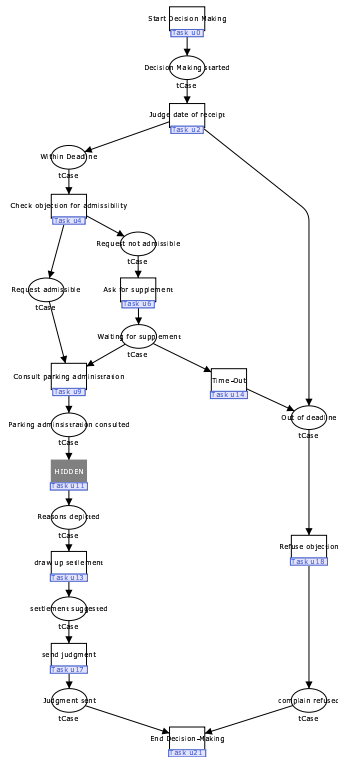 Start Decision Making
Task u0
Decision Making started
tCase
Judge date of receipt
Task u2
Within Deadline
tCase
Check objection for admissibility
Task u4
Request not admissible
tCase
Request admissible
tCase
Ask for supplement
Task u6
Waiting for supplement
tCase
Consult parking administration
Task u9
Time-Out
Task u14
Out of deadline
tCase
Parking administration consulted
tCase
HIDDEN
Task u11
Reasons depicted
tCase
draw up settlement
Task u13
Refuse objection
Task u18
settlement suggested
tCase
send judgment
Task u17
Judgment sent
tCase
complain refused
tCase
End Decision-Making
Task u21